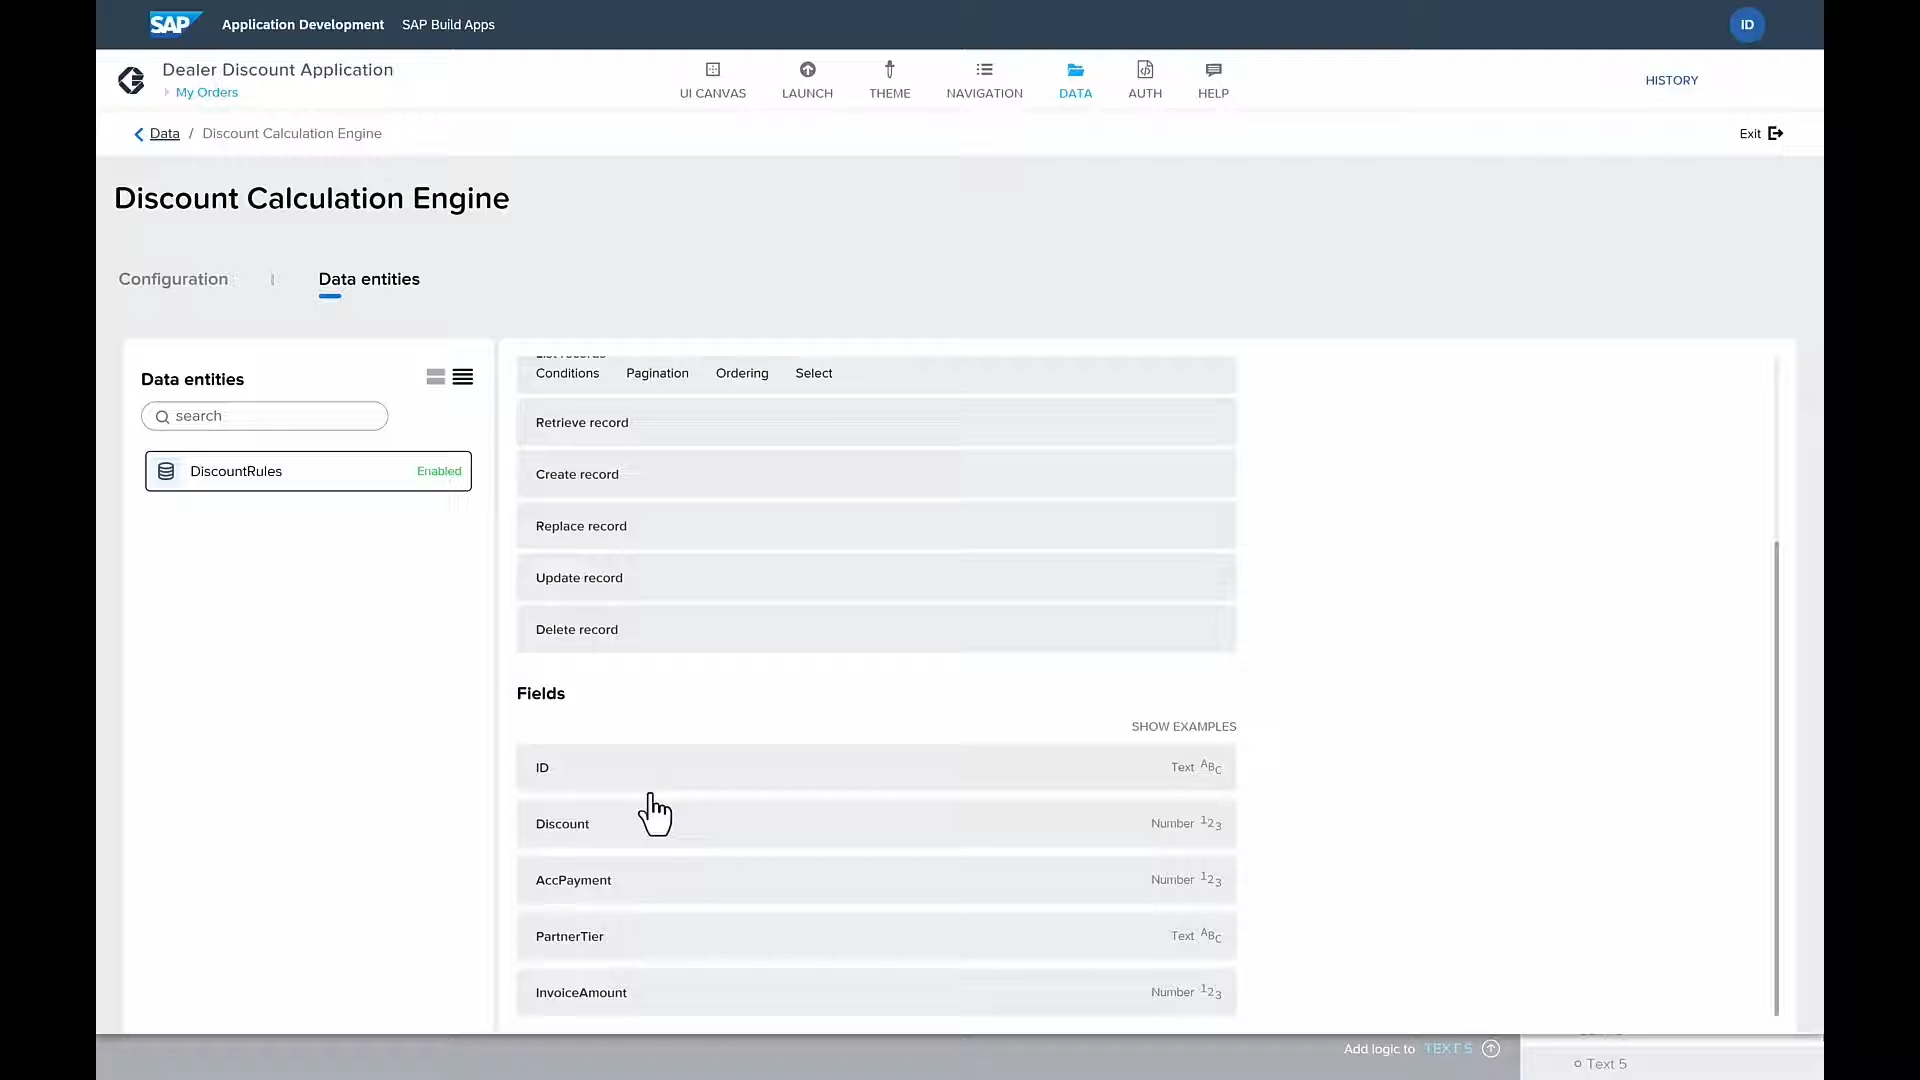 SAP Application Development SAP Build Apps ID
Dealer Discount Application
My Orders
UI CANVAS LAUNCH THEME NAVIGATION DATA AUTH HELP
HISTORY
Data / Discount Calculation Engine
Exit
Discount Calculation Engine
Configuration Data entities
Data entities
search
DiscountRules Enabled
List records
Conditions Pagination Ordering Select
Retrieve record
Create record
Replace record
Update record
Delete record
Fields
SHOW EXAMPLES
ID Text ABC
Discount Number 123
AccPayment Number 123
PartnerTier Text ABC
InvoiceAmount Number 123
Add logic to TEXT 5
Text 5